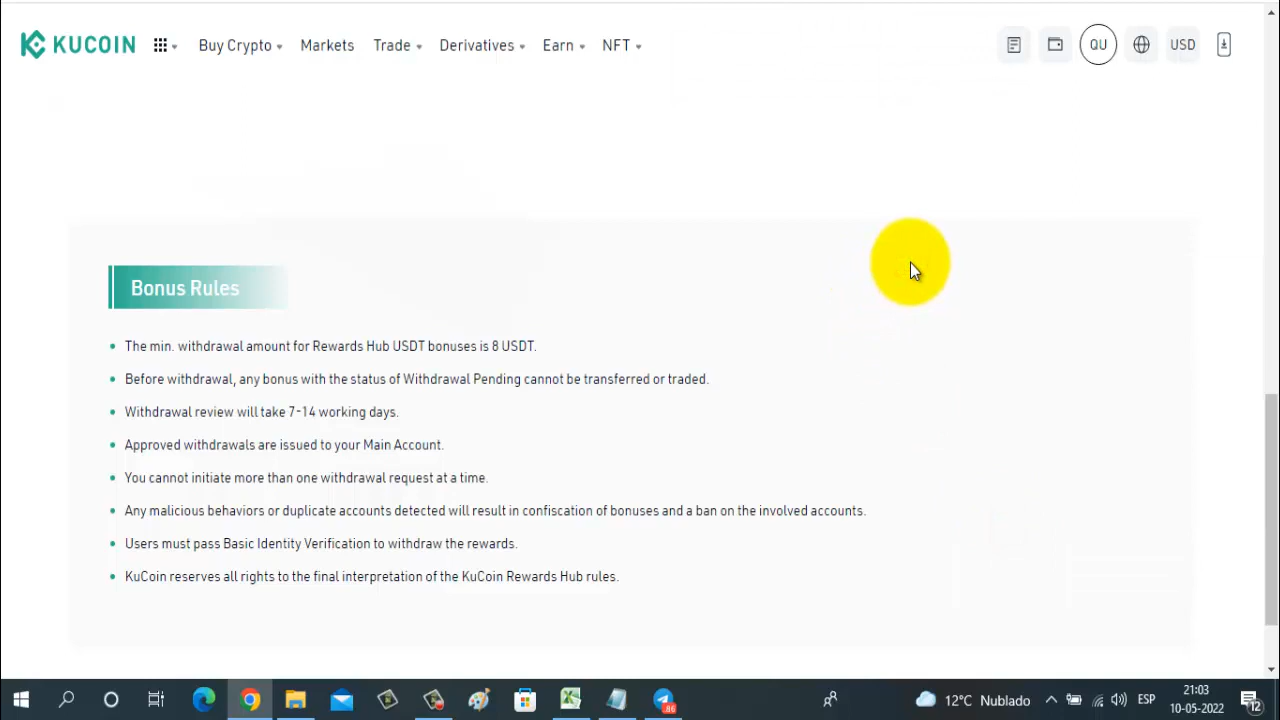 KUCOIN Buy Crypto Markets Trade Derivatives Earn NFT QU USD
Bonus Rules
The min. withdrawal amount for Rewards Hub USDT bonuses is 8 USDT.
Before withdrawal, any bonus with the status of Withdrawal Pending cannot be transferred or traded.
Withdrawal review will take 7-14 working days.
Approved withdrawals are issued to your Main Account.
You cannot initiate more than one withdrawal request at a time.
Any malicious behaviors or duplicate accounts detected will result in confiscation of bonuses and a ban on the involved accounts.
Users must pass Basic Identity Verification to withdraw the rewards.
KuCoin reserves all rights to the final interpretation of the KuCoin Rewards Hub rules.
86 12°C Nublado ESP 21:03
10-05-2022 12